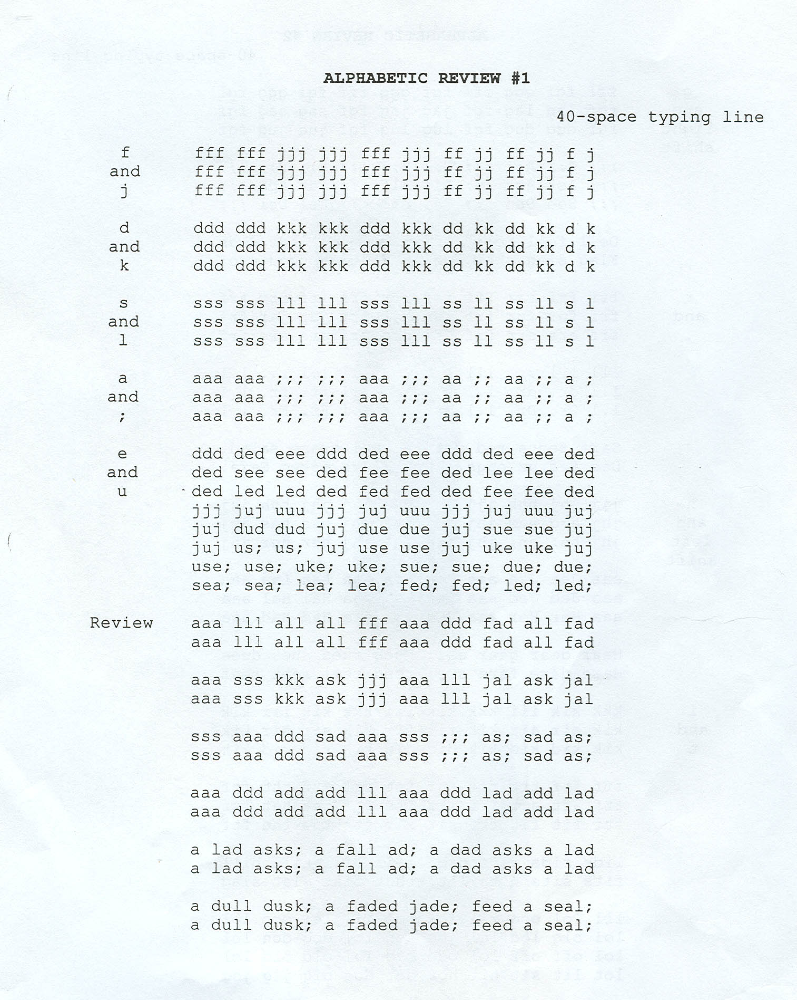 ALPHABETIC REVIEW #1
40-space typing line
f fff fff jjj jjj fff jjj ff jj ff jj f j
and fff fff jjj jjj fff jjj ff jj ff jj f j
j fff fff jjj jjj fff jjj ff jj ff jj f j
d ddd ddd kkk kkk ddd kkk dd kk dd kk d k
and ddd ddd kkk kkk ddd kkk dd kk dd kk d k
k ddd ddd kkk kkk ddd kkk dd kk dd kk d k
s sss sss lll lll sss lll ss ll ss ll s l
and sss sss lll lll sss lll ss ll ss ll s l
l sss sss lll lll sss lll ss ll ss ll s l
a aaa aaa ;;; ;;; aaa ;;; aa ;; aa ;; a ;
and aaa aaa ;;; ;;; aaa ;;; aa ;; aa ;; a ;
; aaa aaa ;;; ;;; aaa ;;; aa ;; aa ;; a ;
e ddd ded eee ddd ded eee ddd ded eee ded
and ded see see ded fee fee ded lee lee ded
u ded led led ded fed fed ded fee fee ded
jjj juj uuu jjj juj uuu jjj juj uuu juj
juj dud dud juj due due juj sue sue juj
juj us; us; juj use use juj uke uke juj
use; use; uke; uke; sue; sue; due; due;
sea; sea; lea; lea; fed; fed; led; led;
Review aaa lll all all fff aaa ddd fad all fad
aaa lll all all fff aaa ddd fad all fad
aaa sss kkk ask jjj aaa lll jal ask jal
aaa sss kkk ask jjj aaa lll jal ask jal
sss aaa ddd sad aaa sss ;;; as; sad as;
sss aaa ddd sad aaa sss ;;; as; sad as;
aaa ddd add add lll aaa ddd lad add lad
aaa ddd add add lll aaa ddd lad add lad
a lad asks; a fall ad; a dad asks a lad
a lad asks; a fall ad; a dad asks a lad
a dull dusk; a faded jade; feed a seal;
a dull dusk; a faded jade; feed a seal;